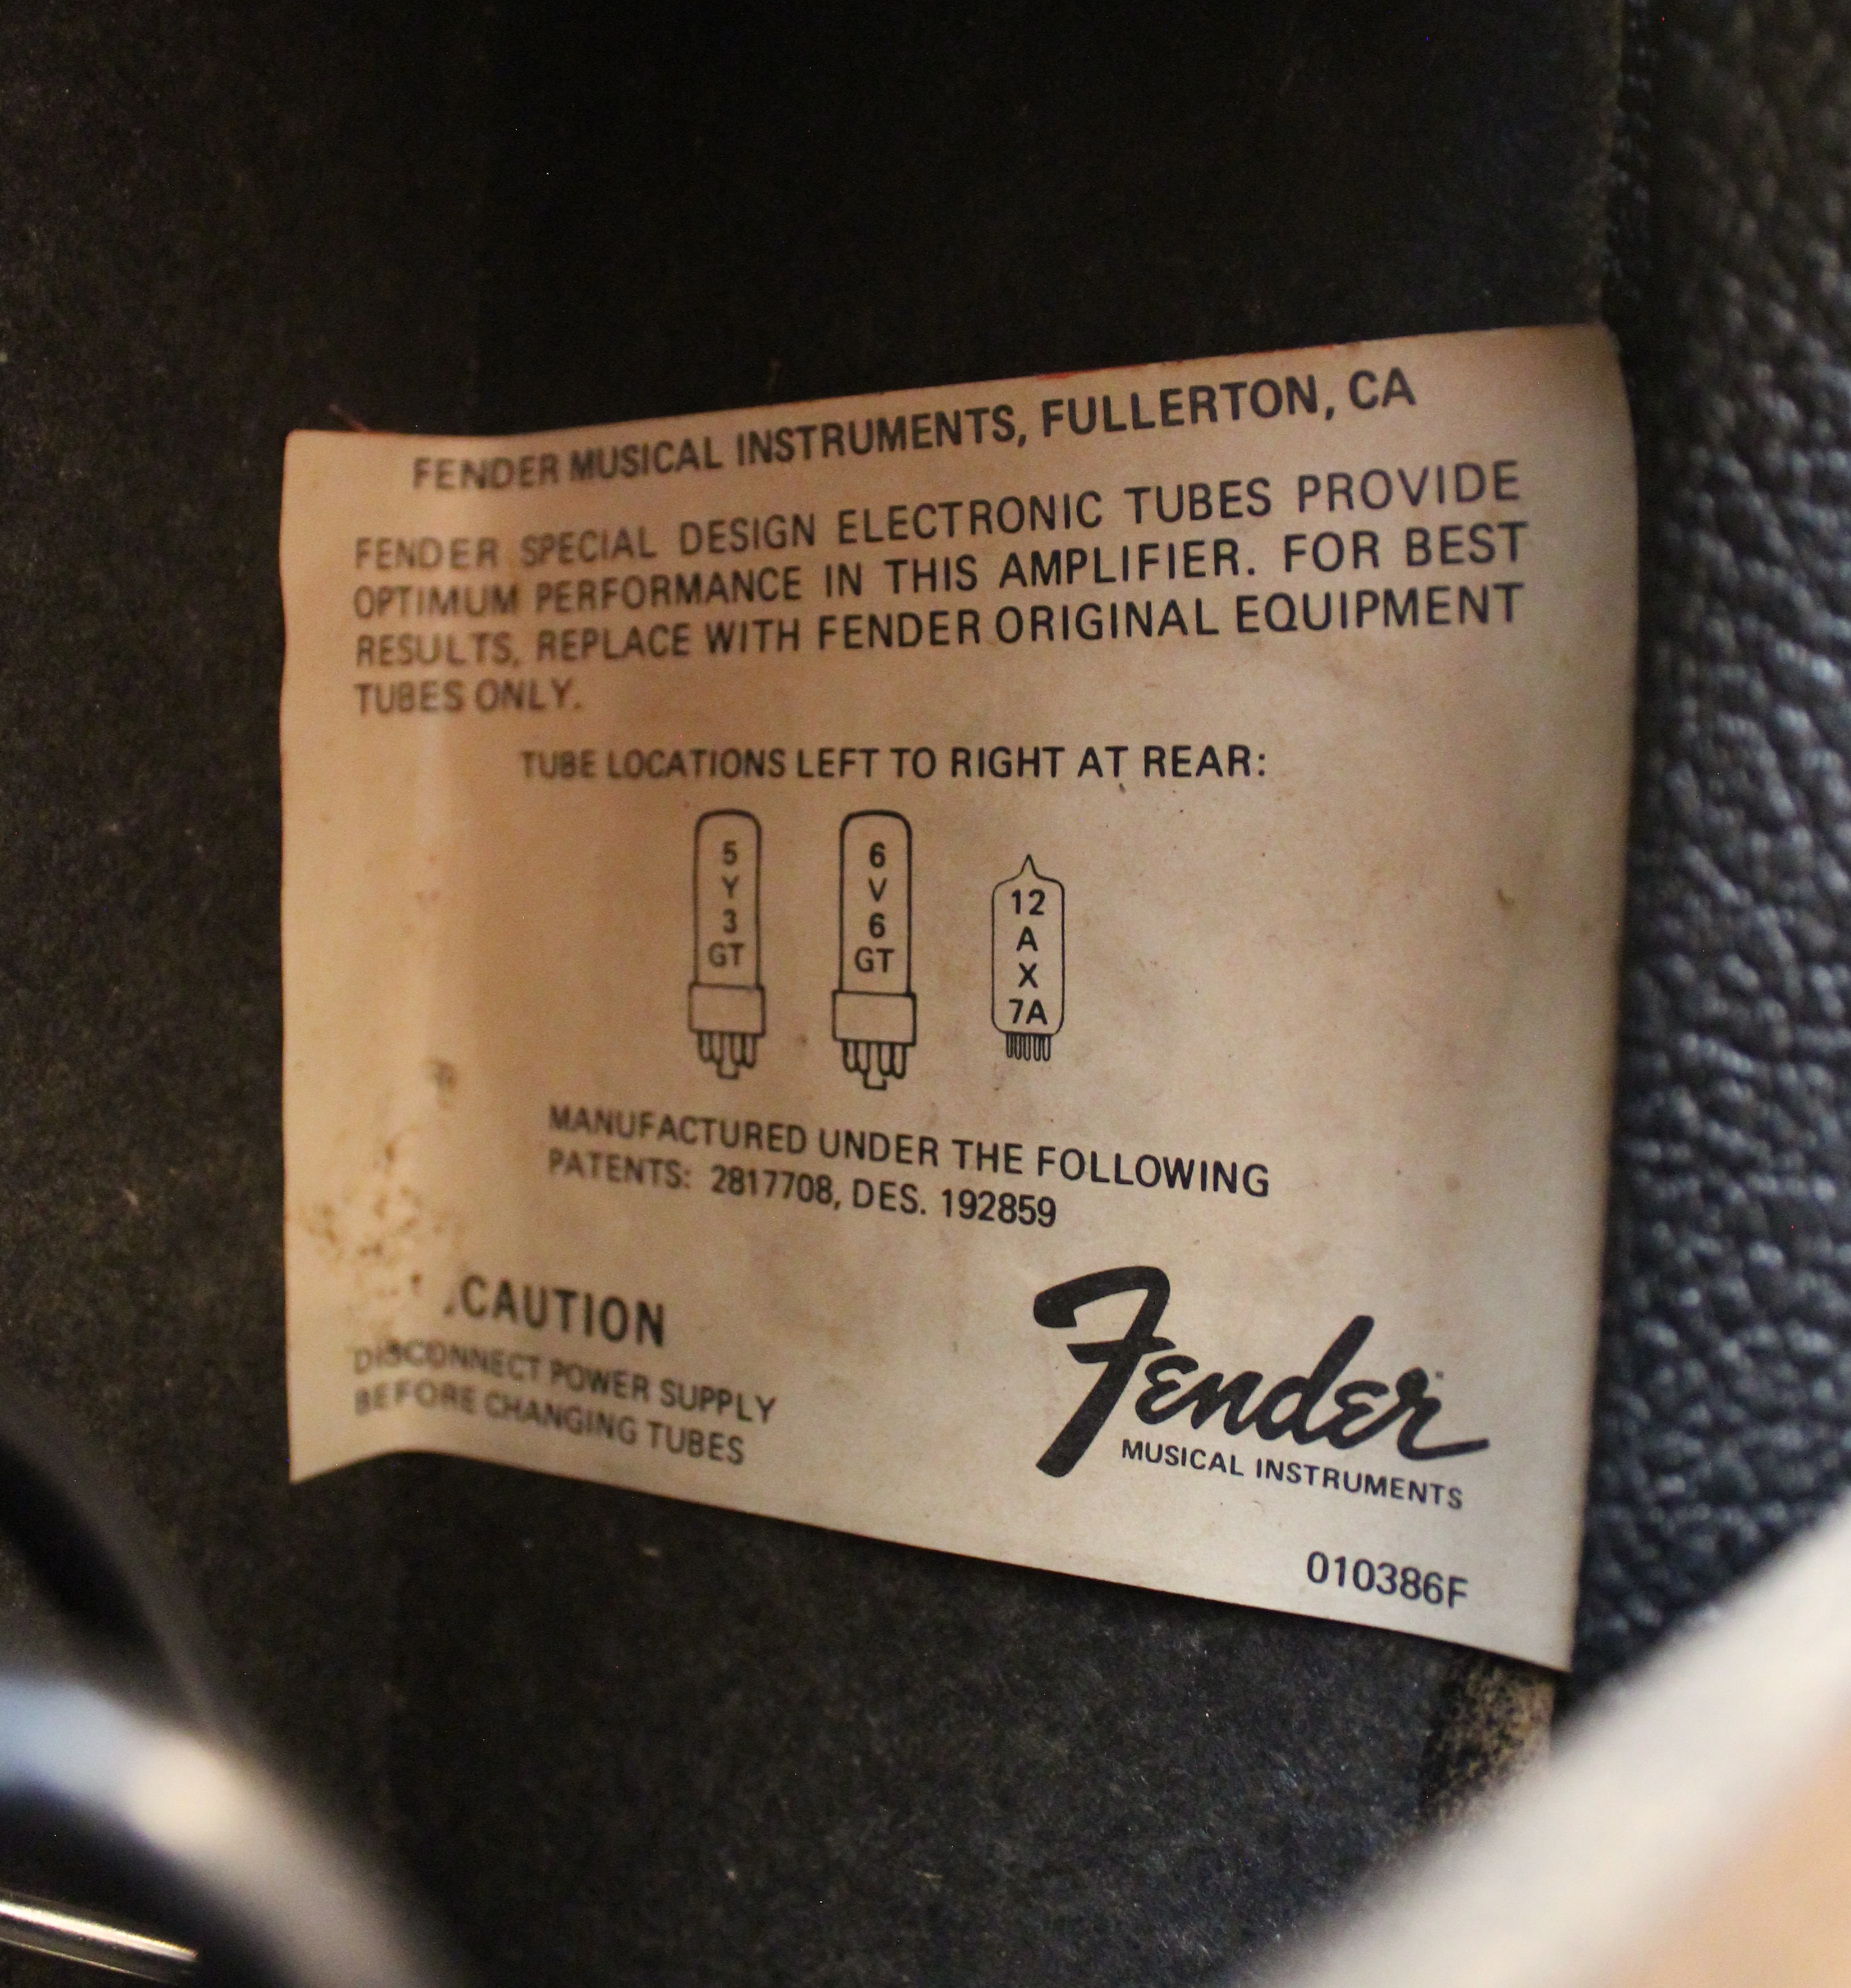 FENDER MUSICAL INSTRUMENTS, FULLERTON, CA
FENDER SPECIAL DESIGN ELECTRONIC TUBES PROVIDE
OPTIMUM PERFORMANCE IN THIS AMPLIFIER. FOR BEST
RESULTS, REPLACE WITH FENDER ORIGINAL EQUIPMENT
TUBES ONLY.
TUBE LOCATIONS LEFT TO RIGHT AT REAR:
5
Y
3
GT
6
V
6
GT
12
A
X
7A
MANUFACTURED UNDER THE FOLLOWING
PATENTS: 2817708, DES. 192859
CAUTION
DISCONNECT POWER SUPPLY
BEFORE CHANGING TUBES
Fender
MUSICAL INSTRUMENTS
010386F